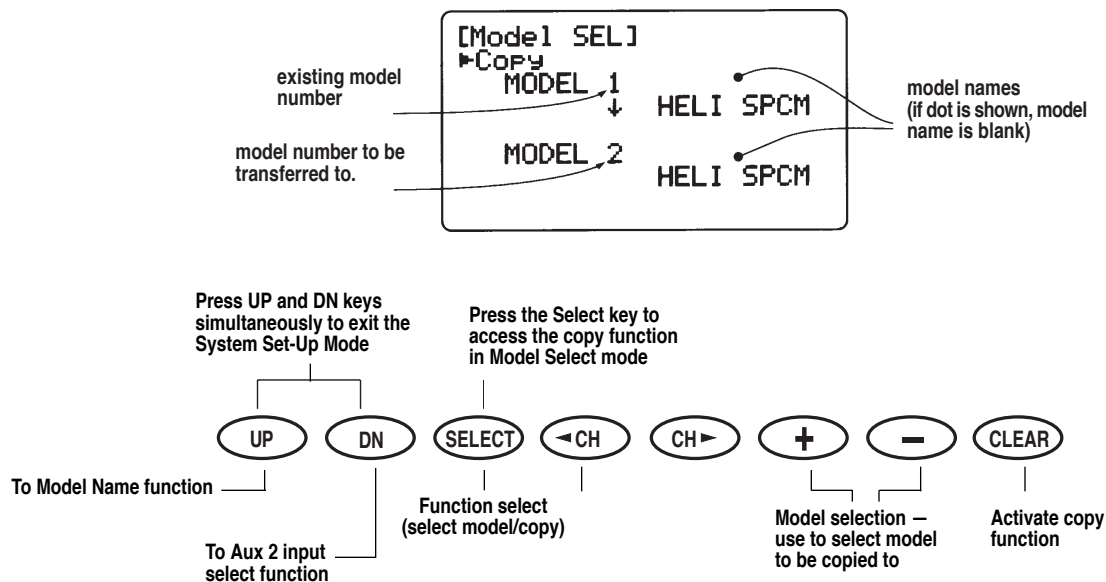 [Model SEL]
▸Copy
MODEL 1
↓ HELI SPCM
MODEL 2
HELI SPCM
existing model
number
model number to be
transferred to.
model names
(if dot is shown, model
name is blank)
Press UP and DN keys
simultaneously to exit the
System Set-Up Mode
Press the Select key to
access the copy function
in Model Select mode
UP DN SELECT ◄CH CH► + – CLEAR
To Model Name function
To Aux 2 input
select function
Function select
(select model/copy)
Model selection –
use to select model
to be copied to
Activate copy
function